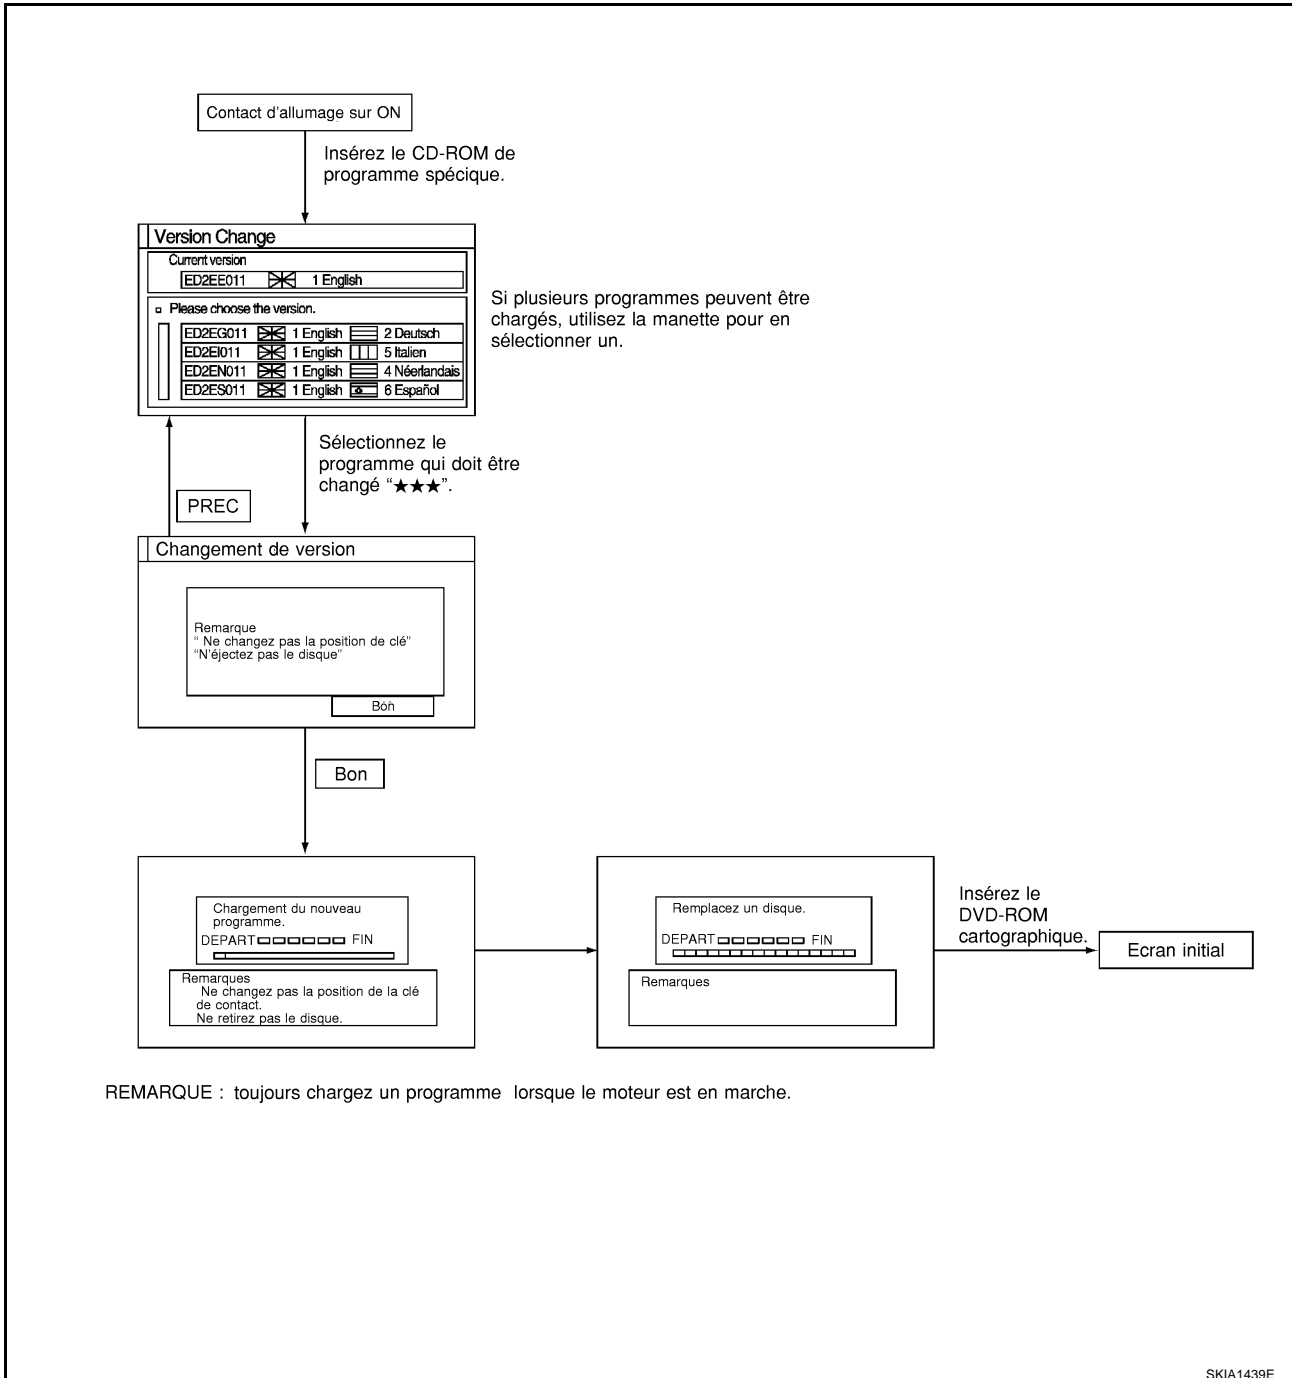 Contact d'allumage sur ON
Insérez le CD-ROM de
programme spécique.
Version Change
Current version
ED2EE011 1 English
Please choose the version.
ED2EG011 1 English 2 Deutsch
ED2EI011 1 English 5 Italien
ED2EN011 1 English 4 Néerlandais
ED2ES011 1 English 6 Español
Si plusieurs programmes peuvent être
chargés, utilisez la manette pour en
sélectionner un.
Sélectionnez le
programme qui doit être
changé “★★★”.
PREC
Changement de version
Remarque
“ Ne changez pas la position de clé”
“N'éjectez pas le disque”
Bon
Bon
Chargement du nouveau
programme.
DEPART FIN
Remarques
Ne changez pas la position de la clé
de contact.
Ne retirez pas le disque.
Remplacez un disque.
DEPART FIN
Remarques
Insérez le
DVD-ROM
cartographique.
Ecran initial
REMARQUE : toujours chargez un programme lorsque le moteur est en marche.
SKIA1439E